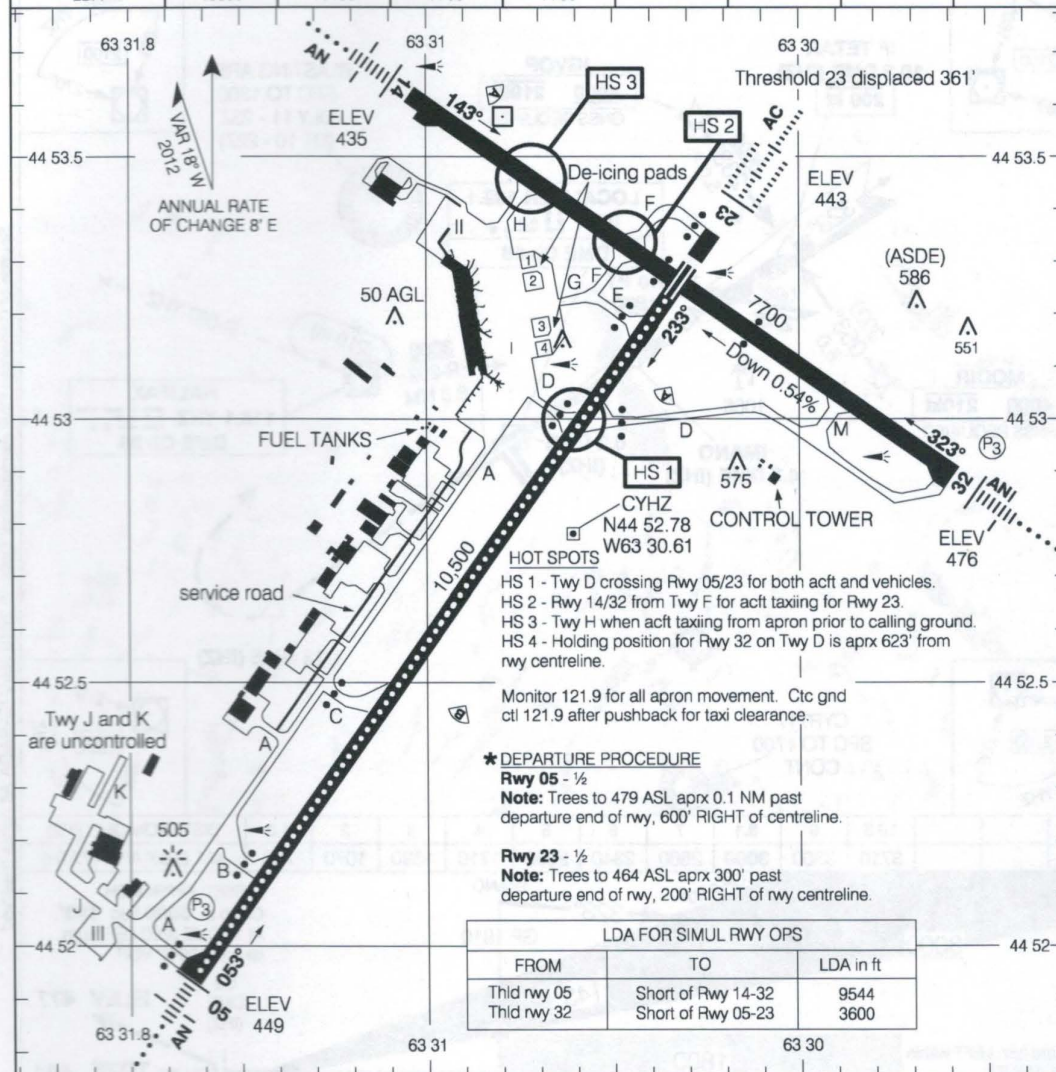 63 31.8
63 31
63 30
Threshold 23 displaced 361'
AN
14
143°
A
HS 3
HS 2
AC
ELEV
435
VAR 18° W
2012
ANNUAL RATE
OF CHANGE 8' E
44 53.5
44 53.5
De-icing pads
ELEV
443
23
F
H
II
1
2
G
F
E
(ASDE)
586
50 AGL
3
4
I
233°
7700
551
Down 0.54%
D
44 53
44 53
A
D
M
323°
P3
FUEL TANKS
A
HS 1
575
32
ANI
CYHZ
N44 52.78
W63 30.61
CONTROL TOWER
ELEV
476
10,500
HOT SPOTS
HS 1 - Twy D crossing Rwy 05/23 for both acft and vehicles.
HS 2 - Rwy 14/32 from Twy F for acft taxiing for Rwy 23.
HS 3 - Twy H when acft taxiing from apron prior to calling ground.
HS 4 - Holding position for Rwy 32 on Twy D is aprx 623' from
rwy centreline.
service road
44 52.5
44 52.5
Monitor 121.9 for all apron movement. Ctc gnd
ctl 121.9 after pushback for taxi clearance.
C
B
Twy J and K
are uncontrolled
A
K
* DEPARTURE PROCEDURE
Rwy 05 - ½
Note: Trees to 479 ASL aprx 0.1 NM past
departure end of rwy, 600' RIGHT of centreline.
505
B
Rwy 23 - ½
Note: Trees to 464 ASL aprx 300' past
departure end of rwy, 200' RIGHT of rwy centreline.
P3
J
III
A
44 52
44 52
LDA FOR SIMUL RWY OPS
FROM TO LDA in ft
Thld rwy 05 Short of Rwy 14-32 9544
Thld rwy 32 Short of Rwy 05-23 3600
053°
05
AN
ELEV
449
63 31.8
63 31
63 30